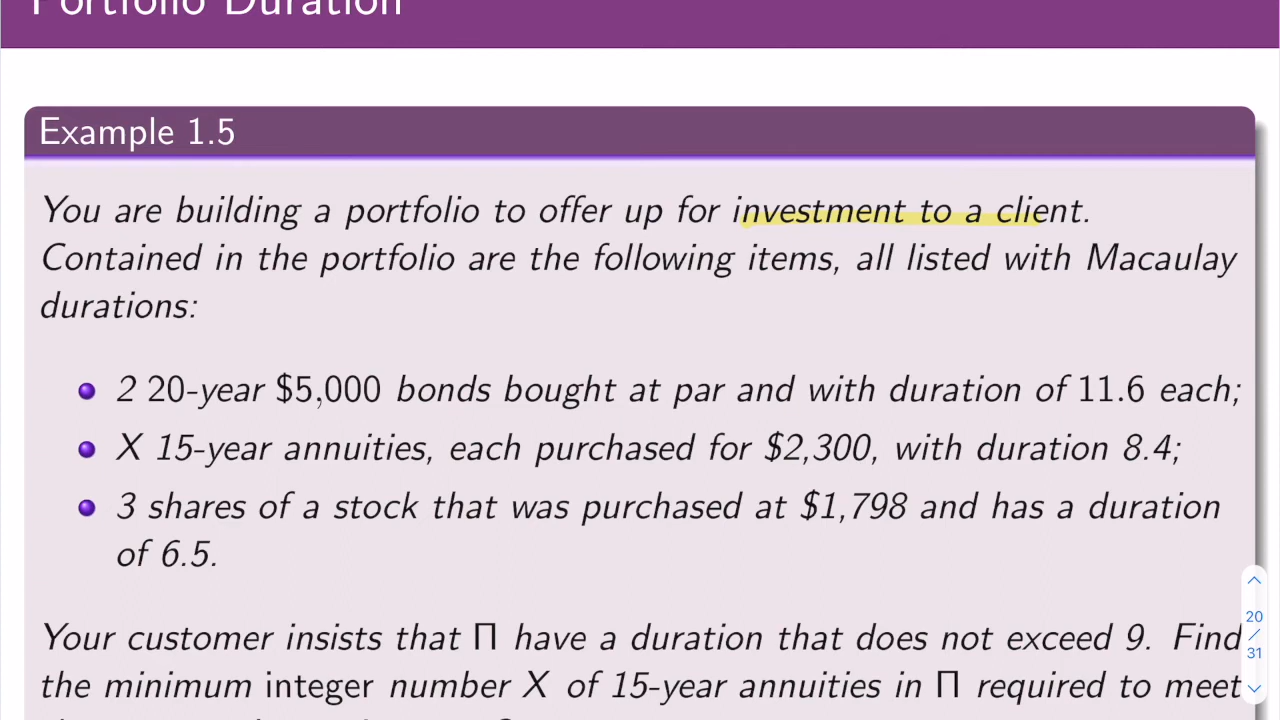 Portfolio Duration
Example 1.5
You are building a portfolio to offer up for investment to a client.
Contained in the portfolio are the following items, all listed with Macaulay
durations:
2 20-year $5,000 bonds bought at par and with duration of 11.6 each;
X 15-year annuities, each purchased for $2,300, with duration 8.4;
3 shares of a stock that was purchased at $1,798 and has a duration
of 6.5.
Your customer insists that Π have a duration that does not exceed 9. Find
the minimum integer number X of 15-year annuities in Π required to meet
20
/
31